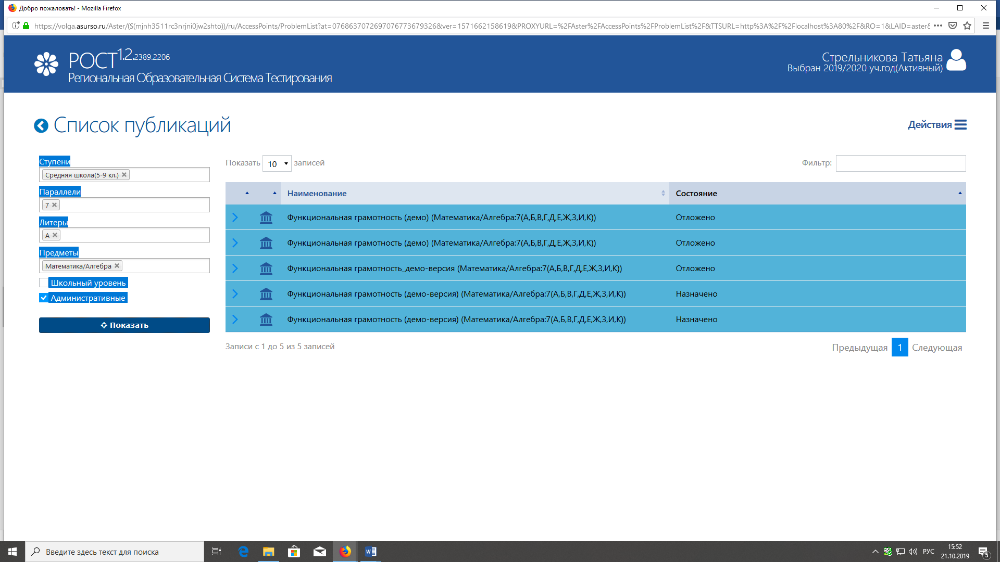 Добро пожаловать! - Mozilla Firefox
https://volga.asurso.ru/Aster/(S(mjnh3511rc3nrjni0jw2shto))/ru/AccessPoints/ProblemList?at=0768637072697076773679326&ver=1571662158619&PROXYURL=%2FAster%2FAccessPoints%2FProblemList%2F&TTSURL=http%3A%2F%2Flocalhost%3A80%2F&RO=1&LAID=aster&
РОСТ1.2.2389.2206
Региональная Образовательная Система Тестирования
Стрельникова Татьяна
Выбран 2019/2020 уч.год(Активный)
Список публикаций
Действия
Ступени
Средняя школа(5-9 кл.)
Параллели
7
Литеры
А
Предметы
Математика/Алгебра
Школьный уровень
Административные
Показать
Показать 10 записей
Фильтр:
Наименование Состояние
Функциональная грамотность (демо) (Математика/Алгебра:7(А,Б,В,Г,Д,Е,Ж,З,И,К)) Отложено
Функциональная грамотность (демо) (Математика/Алгебра:7(А,Б,В,Г,Д,Е,Ж,З,И,К)) Отложено
Функциональная грамотность_демо-версия (Математика/Алгебра:7(А,Б,В,Г,Д,Е,Ж,З,И,К)) Отложено
Функциональная грамотность (демо-версия) (Математика/Алгебра:7(А,Б,В,Г,Д,Е,Ж,З,И,К)) Назначено
Функциональная грамотность (демо-версия) (Математика/Алгебра:7(А,Б,В,Г,Д,Е,Ж,З,И,К)) Назначено
Записи с 1 до 5 из 5 записей
Предыдущая 1 Следующая
Введите здесь текст для поиска
РУС
15:52
21.10.2019
5